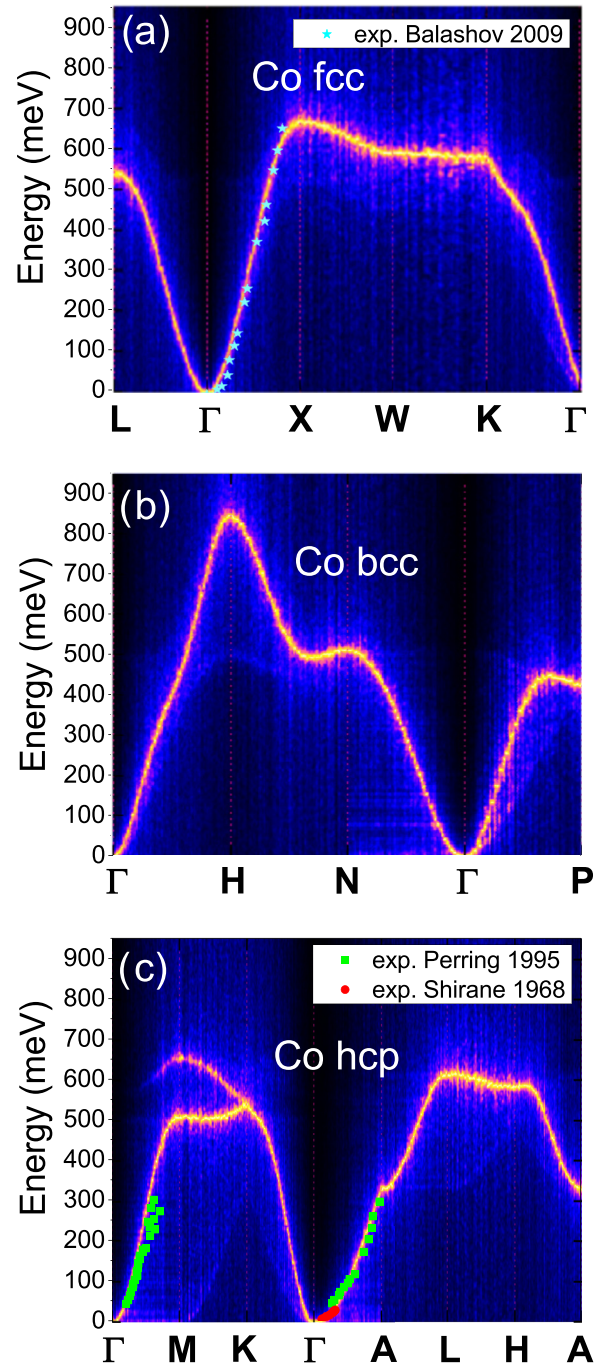 (a)
exp. Balashov 2009
Co fcc
Energy (meV)
900
800
700
600
500
400
300
200
100
0
L Γ X W K Γ
(b)
Co bcc
Energy (meV)
900
800
700
600
500
400
300
200
100
0
Γ H N Γ P
(c)
exp. Perring 1995
exp. Shirane 1968
Co hcp
Energy (meV)
900
800
700
600
500
400
300
200
100
0
Γ M K Γ A L H A